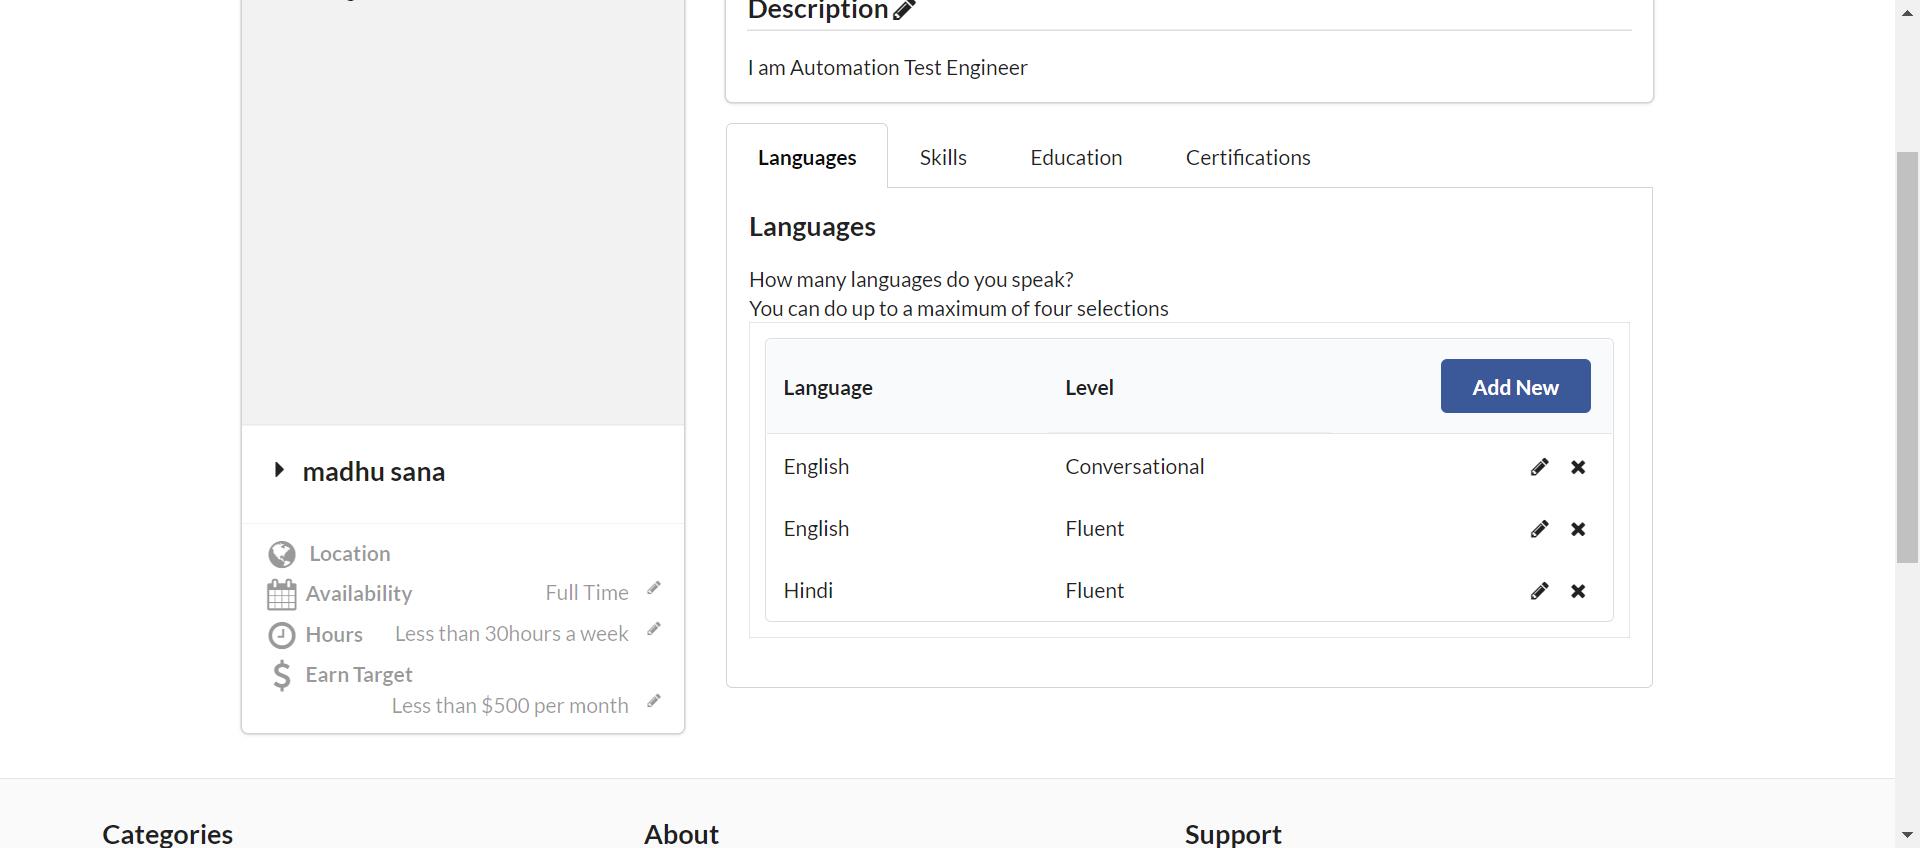 Description
I am Automation Test Engineer
Languages Skills Education Certifications
Languages
How many languages do you speak?
You can do up to a maximum of four selections
Language Level Add New
English Conversational
English Fluent
Hindi Fluent
madhu sana
Location
Availability Full Time
Hours Less than 30hours a week
Earn Target
Less than $500 per month
Categories About Support